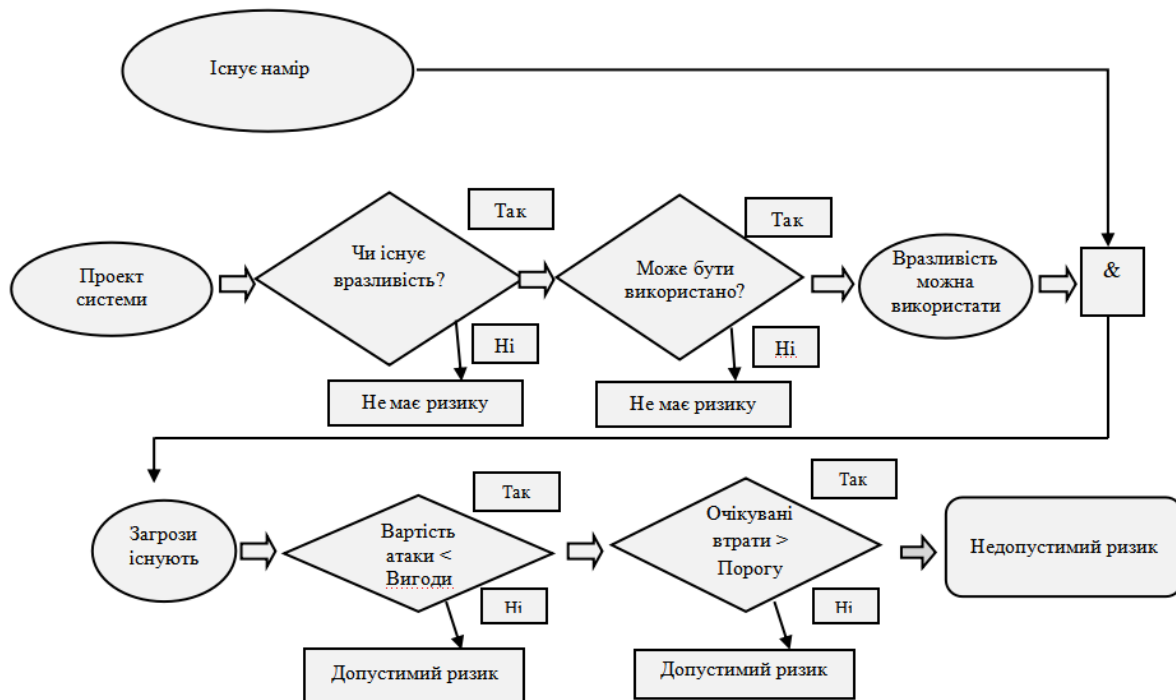 Існує намір
Так
Так
Проект
системи
Чи існує
вразливість?
Може бути
використано?
Вразливість
можна
використати
&
Ні
Ні
Не має ризику
Не має ризику
Так
Так
Загрози
існують
Вартість
атаки <
Вигоди
Очікувані
втрати >
Порогу
Недопустимий ризик
Ні
Ні
Допустимий ризик
Допустимий ризик